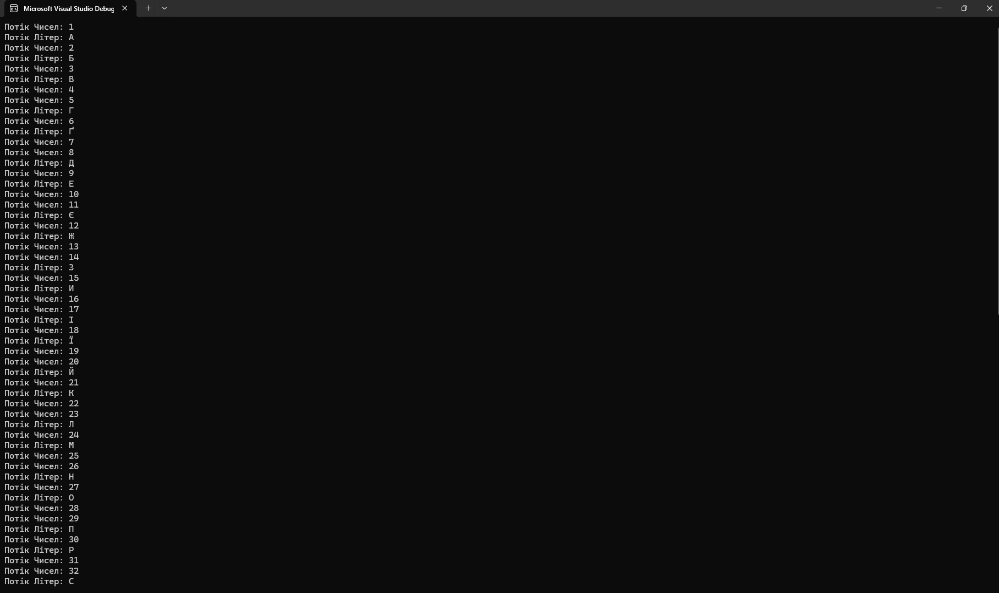 Microsoft Visual Studio Debug
Потік Чисел: 1
Потік Літер: А
Потік Чисел: 2
Потік Літер: Б
Потік Чисел: 3
Потік Літер: В
Потік Чисел: 4
Потік Чисел: 5
Потік Літер: Г
Потік Чисел: 6
Потік Літер: Ґ
Потік Чисел: 7
Потік Чисел: 8
Потік Літер: Д
Потік Чисел: 9
Потік Літер: Е
Потік Чисел: 10
Потік Чисел: 11
Потік Літер: Є
Потік Чисел: 12
Потік Літер: Ж
Потік Чисел: 13
Потік Чисел: 14
Потік Літер: З
Потік Чисел: 15
Потік Літер: И
Потік Чисел: 16
Потік Чисел: 17
Потік Літер: І
Потік Чисел: 18
Потік Літер: Ї
Потік Чисел: 19
Потік Чисел: 20
Потік Літер: Й
Потік Чисел: 21
Потік Літер: К
Потік Чисел: 22
Потік Чисел: 23
Потік Літер: Л
Потік Чисел: 24
Потік Літер: М
Потік Чисел: 25
Потік Чисел: 26
Потік Літер: Н
Потік Чисел: 27
Потік Літер: О
Потік Чисел: 28
Потік Чисел: 29
Потік Літер: П
Потік Чисел: 30
Потік Літер: Р
Потік Чисел: 31
Потік Чисел: 32
Потік Літер: С